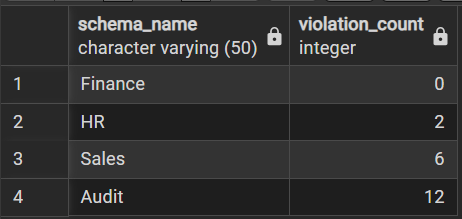 schema_name violation_count
character varying (50) integer
1 Finance 0
2 HR 2
3 Sales 6
4 Audit 12